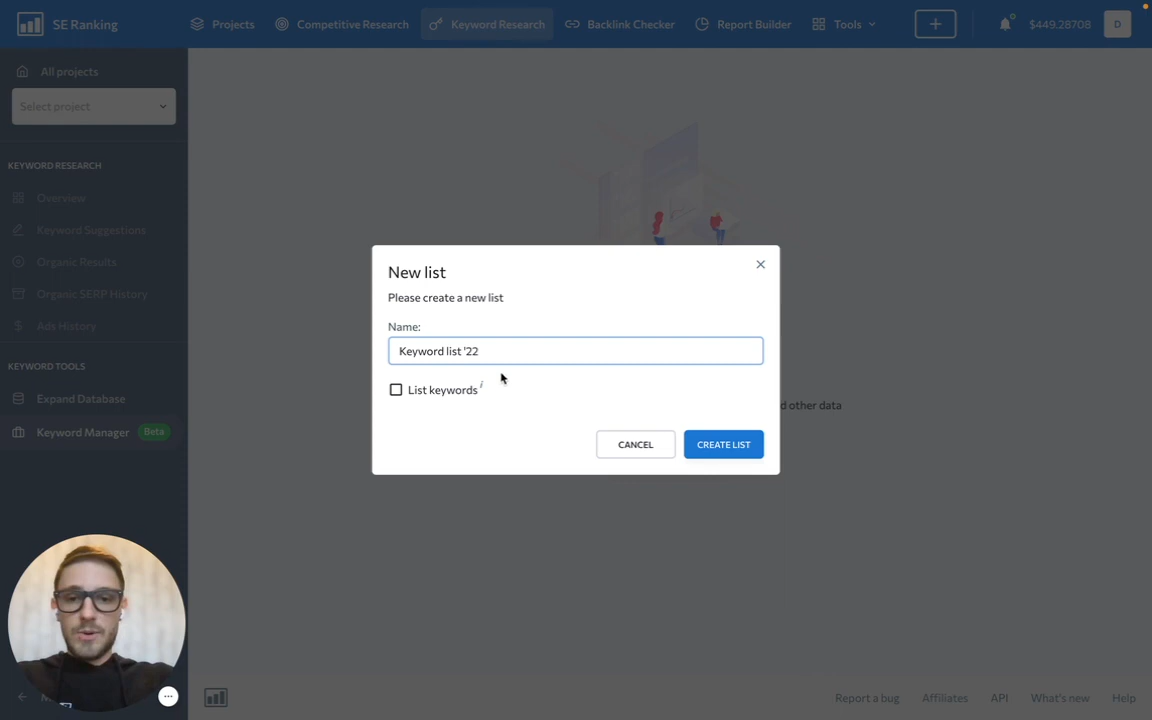 SE Ranking
Projects
Competitive Research
Keyword Research
Backlink Checker
Report Builder
Tools
$449.28708
D
All projects
Select project
KEYWORD RESEARCH
Overview
Keyword Suggestions
Organic Results
Organic SERP History
Ads History
KEYWORD TOOLS
Expand Database
Keyword Manager Beta
New list
Please create a new list
Name:
Keyword list '22
List keywords i
CANCEL
CREATE LIST
d other data
Report a bug
Affiliates
API
What's new
Help